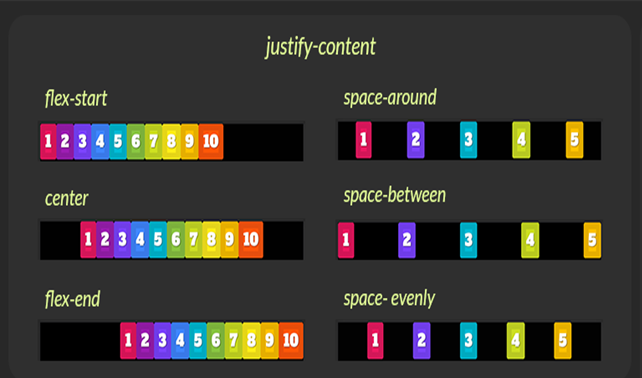 justify-content
flex-start
1 2 3 4 5 6 7 8 9 10
center
1 2 3 4 5 6 7 8 9 10
flex-end
1 2 3 4 5 6 7 8 9 10
space-around
1 2 3 4 5
space-between
1 2 3 4 5
space- evenly
1 2 3 4 5